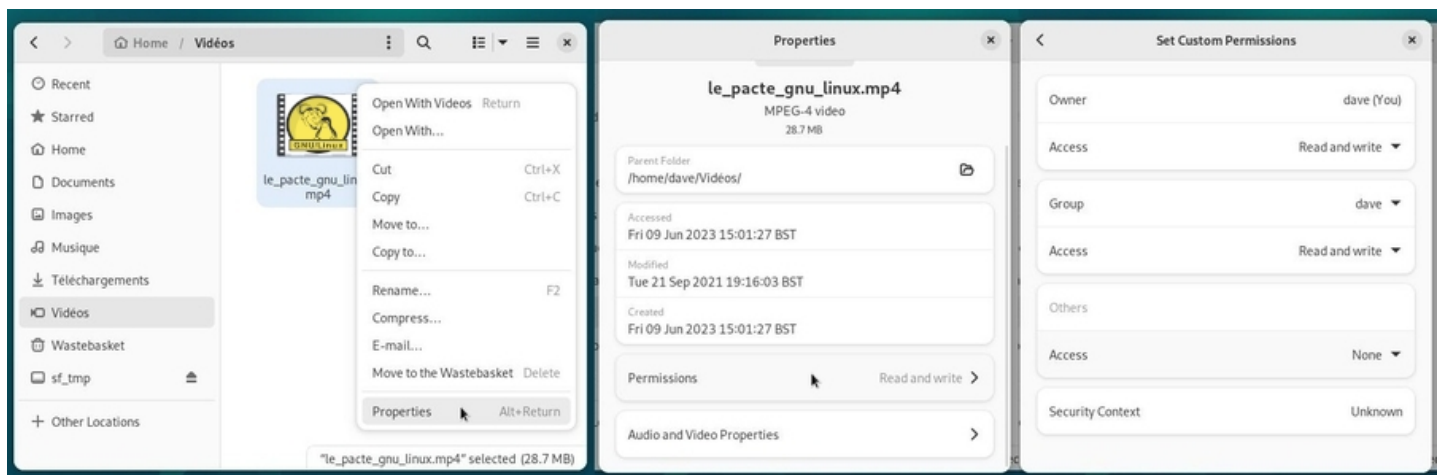 Home / Vidéos
Recent
Starred
Home
Documents
Images
Musique
Téléchargements
Vidéos
Wastebasket
sf_tmp
Other Locations
GNU/Linux
le_pacte_gnu_lin
mp4
Open With Videos Return
Open With...
Cut Ctrl+X
Copy Ctrl+C
Move to...
Copy to...
Rename... F2
Compress...
E-mail...
Move to the Wastebasket Delete
Properties Alt+Return
"le_pacte_gnu_linux.mp4" selected (28.7 MB)
Properties
le_pacte_gnu_linux.mp4
MPEG-4 video
28.7 MB
Parent Folder
/home/dave/Vidéos/
Accessed
Fri 09 Jun 2023 15:01:27 BST
Modified
Tue 21 Sep 2021 19:16:03 BST
Created
Fri 09 Jun 2023 15:01:27 BST
Permissions Read and write
Audio and Video Properties
Set Custom Permissions
Owner dave (You)
Access Read and write
Group dave
Access Read and write
Others
Access None
Security Context Unknown